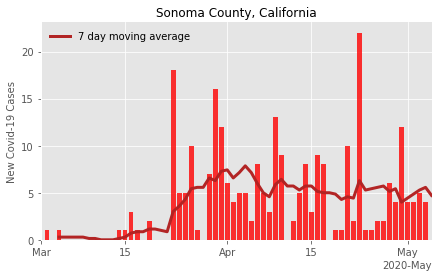 Sonoma County, California
7 day moving average
New Covid-19 Cases
20
15
10
5
0
Mar 15 Apr 15 May
2020-May